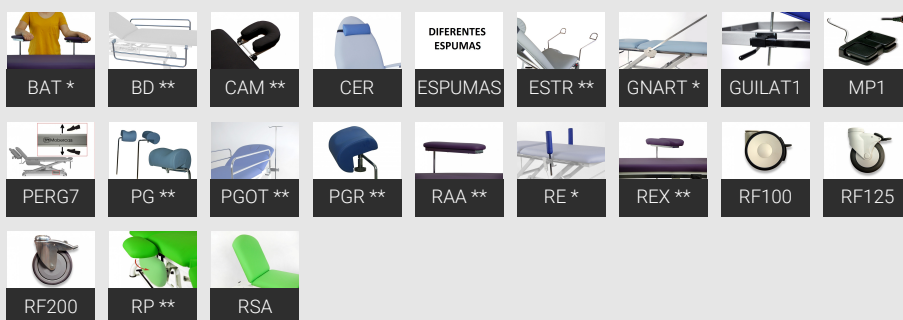 DIFERENTES
ESPUMAS
BAT *
BD **
CAM **
CER
ESPUMAS
ESTR **
GNART *
GUILAT1
MP1
PERG7
PG **
PGOT **
PGR **
RAA **
RE *
REX **
RF100
RF125
RF200
RP **
RSA